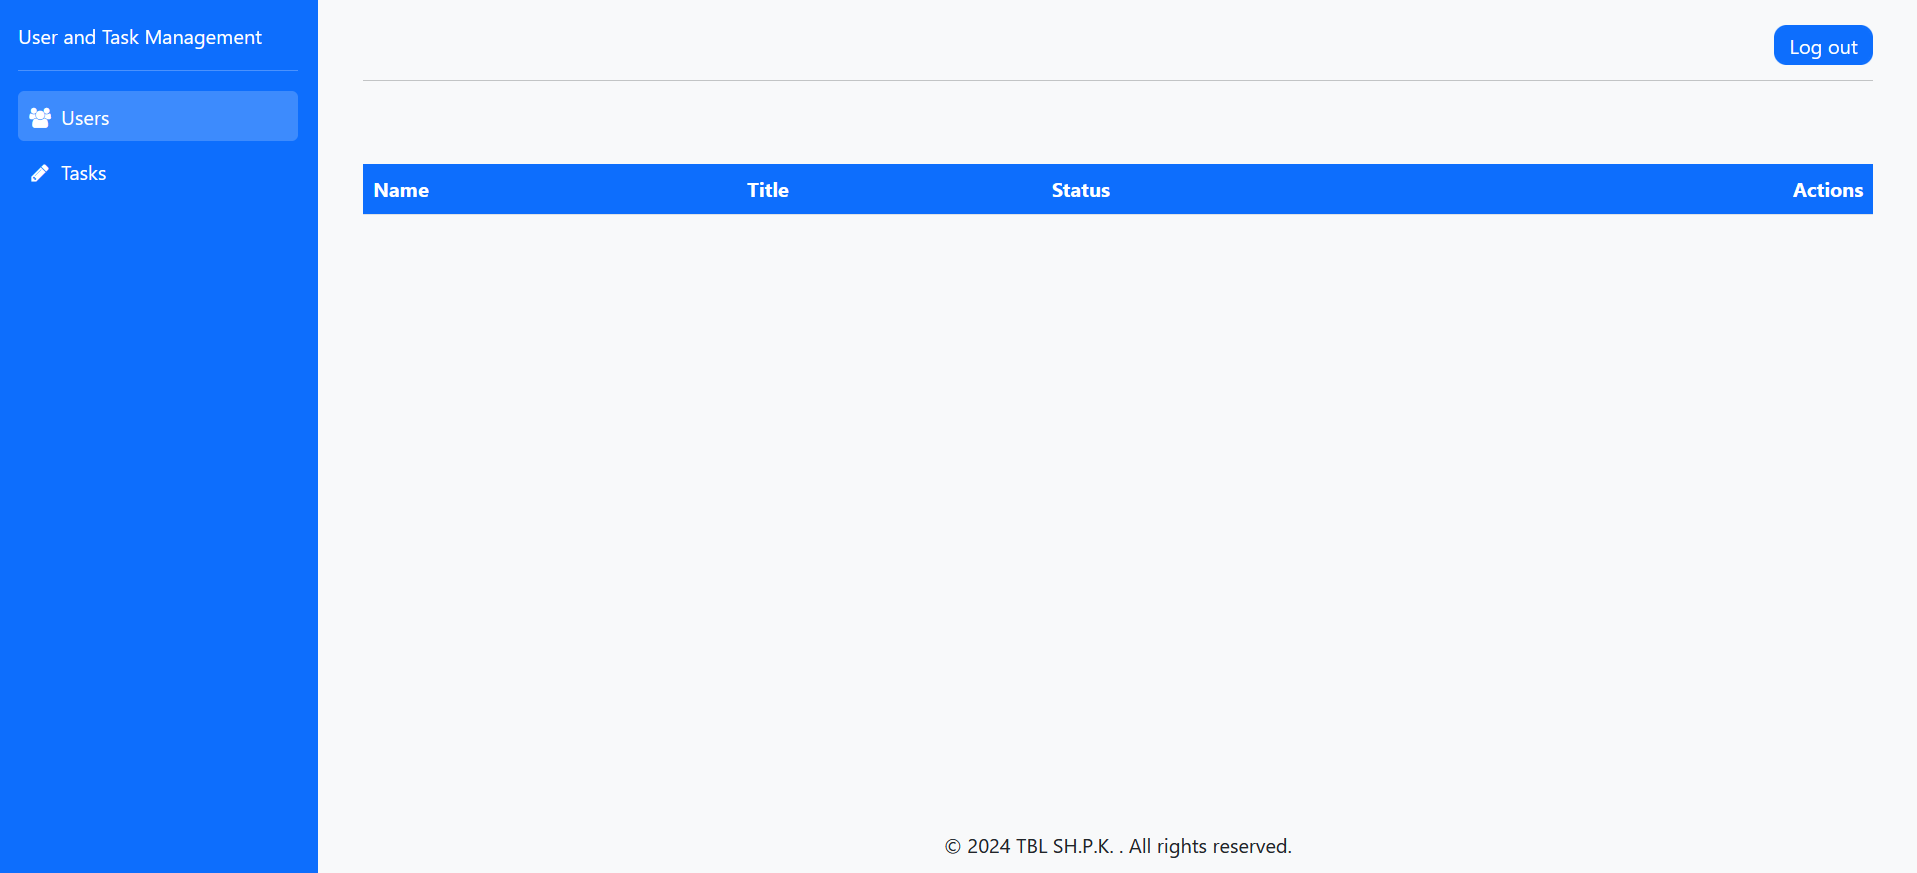 User and Task Management
Log out
Users
Tasks
Name Title Status Actions
© 2024 TBL SH.P.K. . All rights reserved.